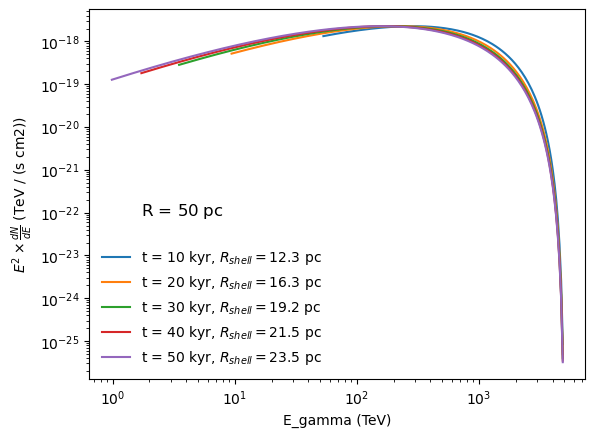 10⁻¹⁸
10⁻¹⁹
10⁻²⁰
10⁻²¹
10⁻²²
10⁻²³
10⁻²⁴
10⁻²⁵
E² × dN/dE (TeV / (s cm2))
R = 50 pc
t = 10 kyr, R_shell = 12.3 pc
t = 20 kyr, R_shell = 16.3 pc
t = 30 kyr, R_shell = 19.2 pc
t = 40 kyr, R_shell = 21.5 pc
t = 50 kyr, R_shell = 23.5 pc
10⁰ 10¹ 10² 10³
E_gamma (TeV)